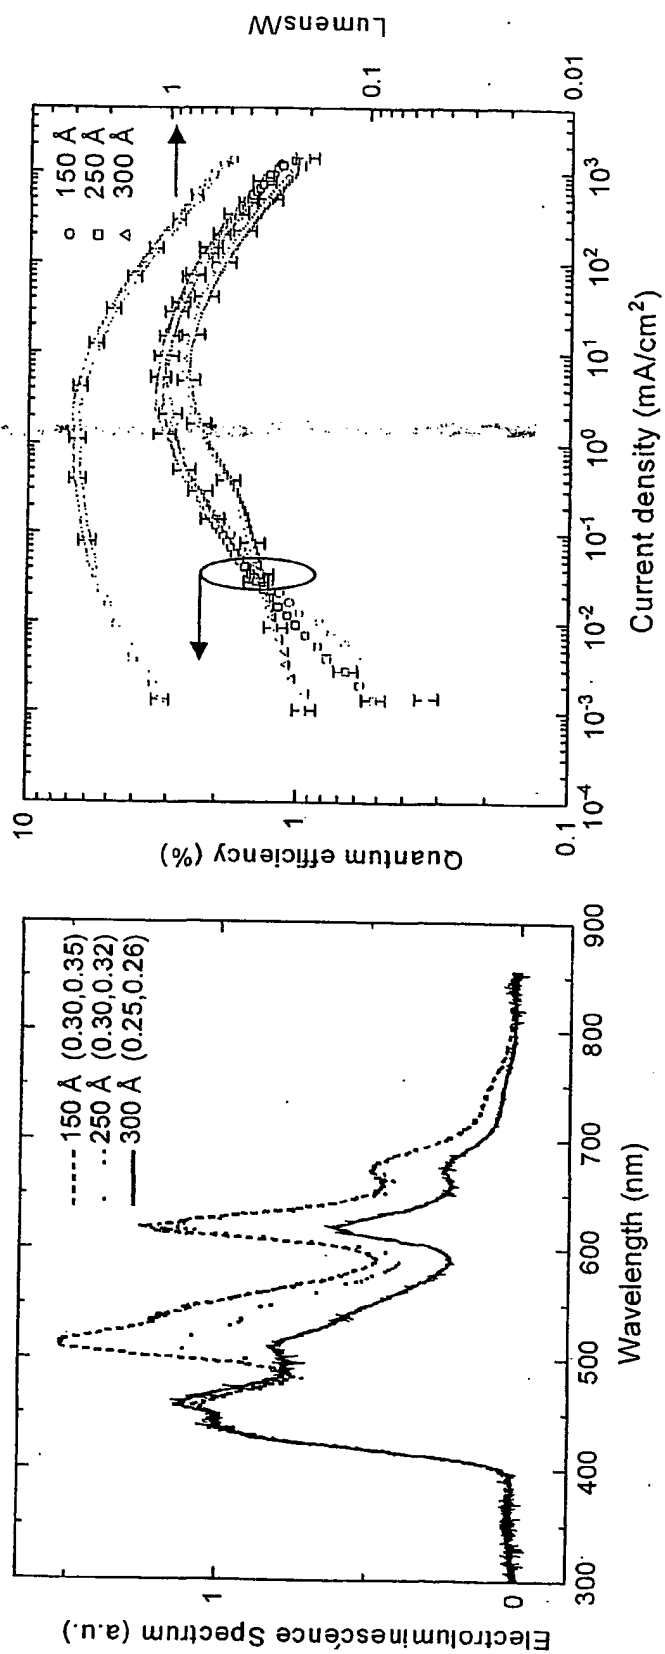 Electroluminescence Spectrum (a.u.)
1
0
---- 150 Å (0.30,0.35)
· ·· 250 Å (0.30,0.32)
— 300 Å (0.25,0.26)
300 400 500 600 700 800 900
Wavelength (nm)
Quantum efficiency (%)
10
1
0.1
○ 150 Å
□ 250 Å
△ 300 Å
10⁻⁴ 10⁻³ 10⁻² 10⁻¹ 10⁰ 10¹ 10² 10³
Current density (mA/cm²)
1
0.1
0.01
Lumens/W